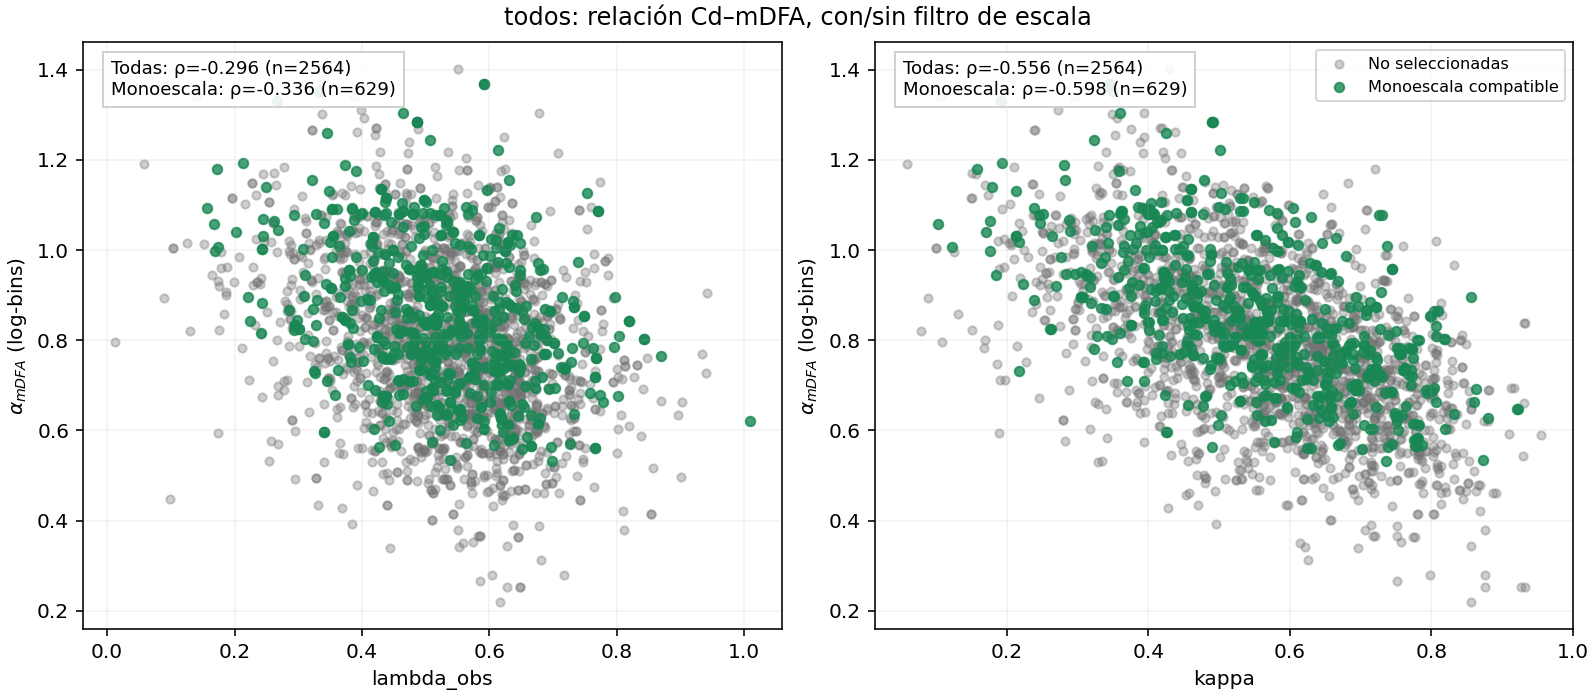 todos: relación Cd–mDFA, con/sin filtro de escala
Todas: ρ=-0.296 (n=2564)
Monoescala: ρ=-0.336 (n=629)
1.4
1.2
1.0
0.8
0.6
0.4
0.2
α_mDFA (log-bins)
0.0
0.2
0.4
0.6
0.8
1.0
lambda_obs
Todas: ρ=-0.556 (n=2564)
Monoescala: ρ=-0.598 (n=629)
No seleccionadas
Monoescala compatible
1.4
1.2
1.0
0.8
0.6
0.4
0.2
α_mDFA (log-bins)
0.2
0.4
0.6
0.8
1.0
kappa